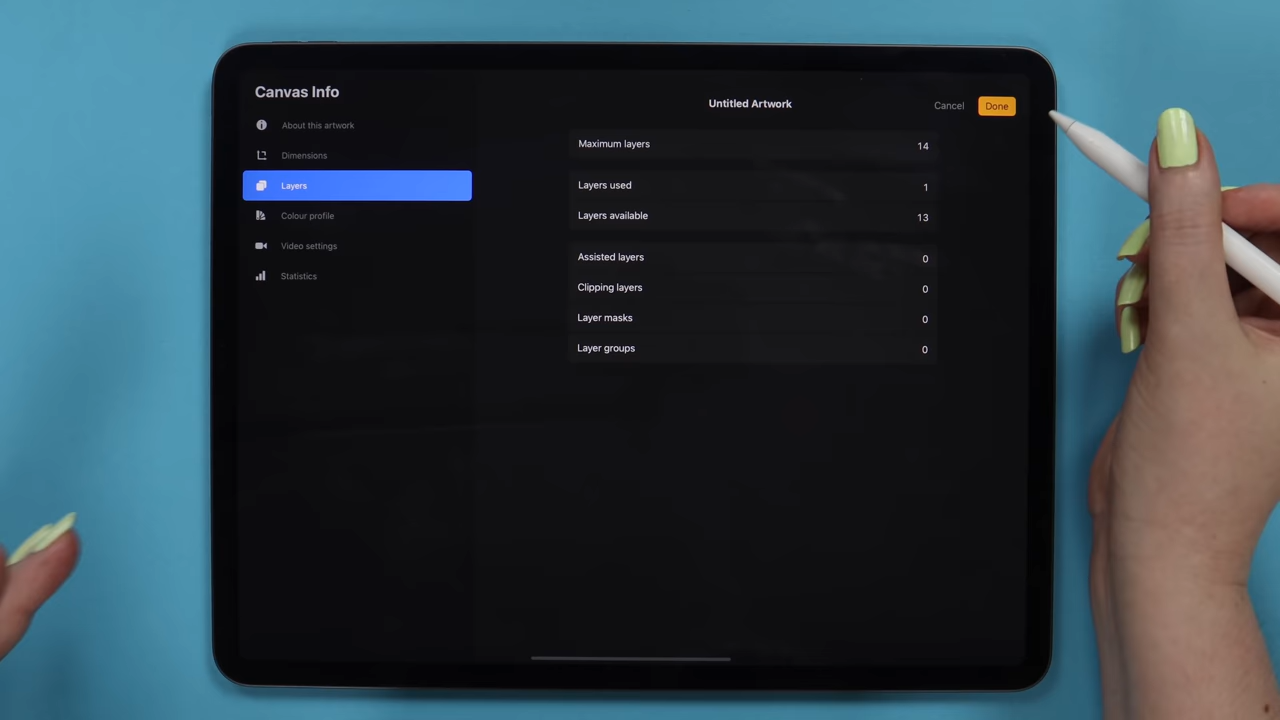 Canvas Info
About this artwork
Dimensions
Layers
Colour profile
Video settings
Statistics
Untitled Artwork
Cancel
Done
Maximum layers 14
Layers used 1
Layers available 13
Assisted layers 0
Clipping layers 0
Layer masks 0
Layer groups 0